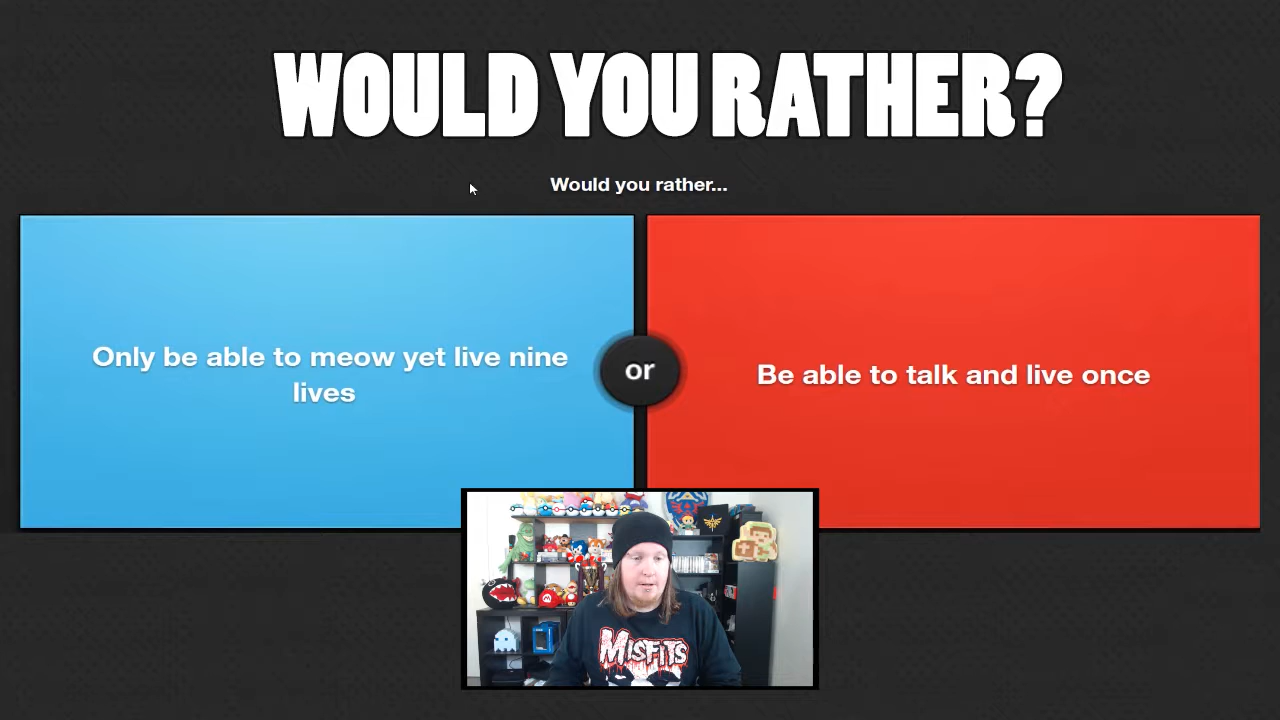 WOULD YOU RATHER?
Would you rather...
Only be able to meow yet live nine
lives
or
Be able to talk and live once
MISFITS